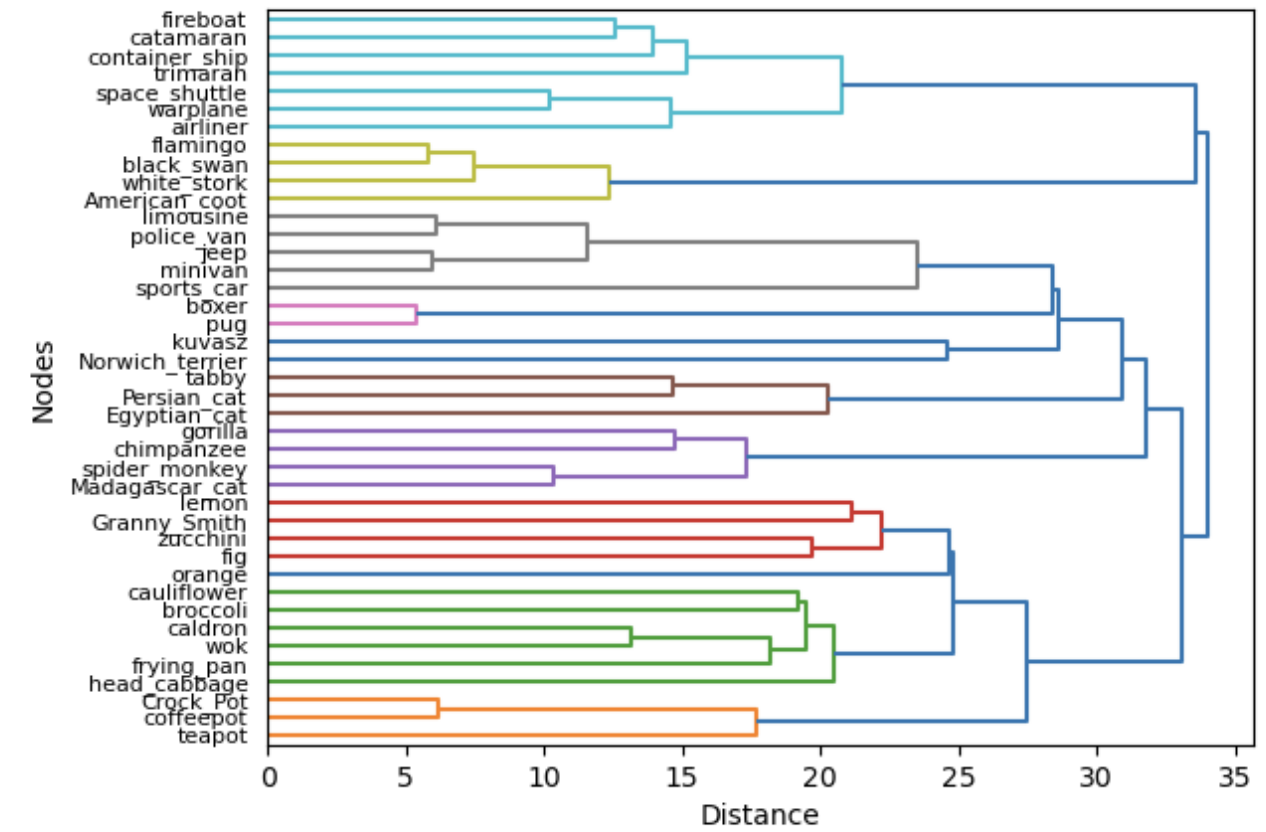 fireboat
catamaran
container_ship
trimaran
space_shuttle
warplane
airliner
flamingo
black_swan
white_stork
American_coot
limousine
police_van
jeep
minivan
sports_car
boxer
pug
kuvasz
Norwich_terrier
tabby
Persian_cat
Egyptian_cat
gorilla
chimpanzee
spider_monkey
Madagascar_cat
lemon
Granny_Smith
zucchini
fig
orange
cauliflower
broccoli
caldron
wok
frying_pan
head_cabbage
Crock_Pot
coffeepot
teapot
Nodes
0 5 10 15 20 25 30 35
Distance